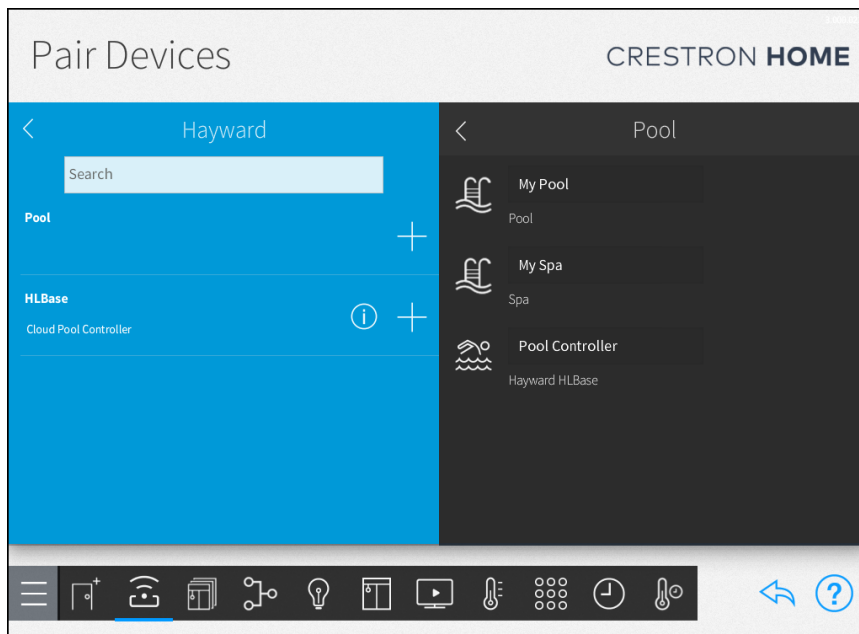 Pair Devices
CRESTRON HOME
Hayward
Search
Pool
HLBase
Cloud Pool Controller
i
Pool
My Pool
Pool
My Spa
Spa
Pool Controller
Hayward HLBase
?